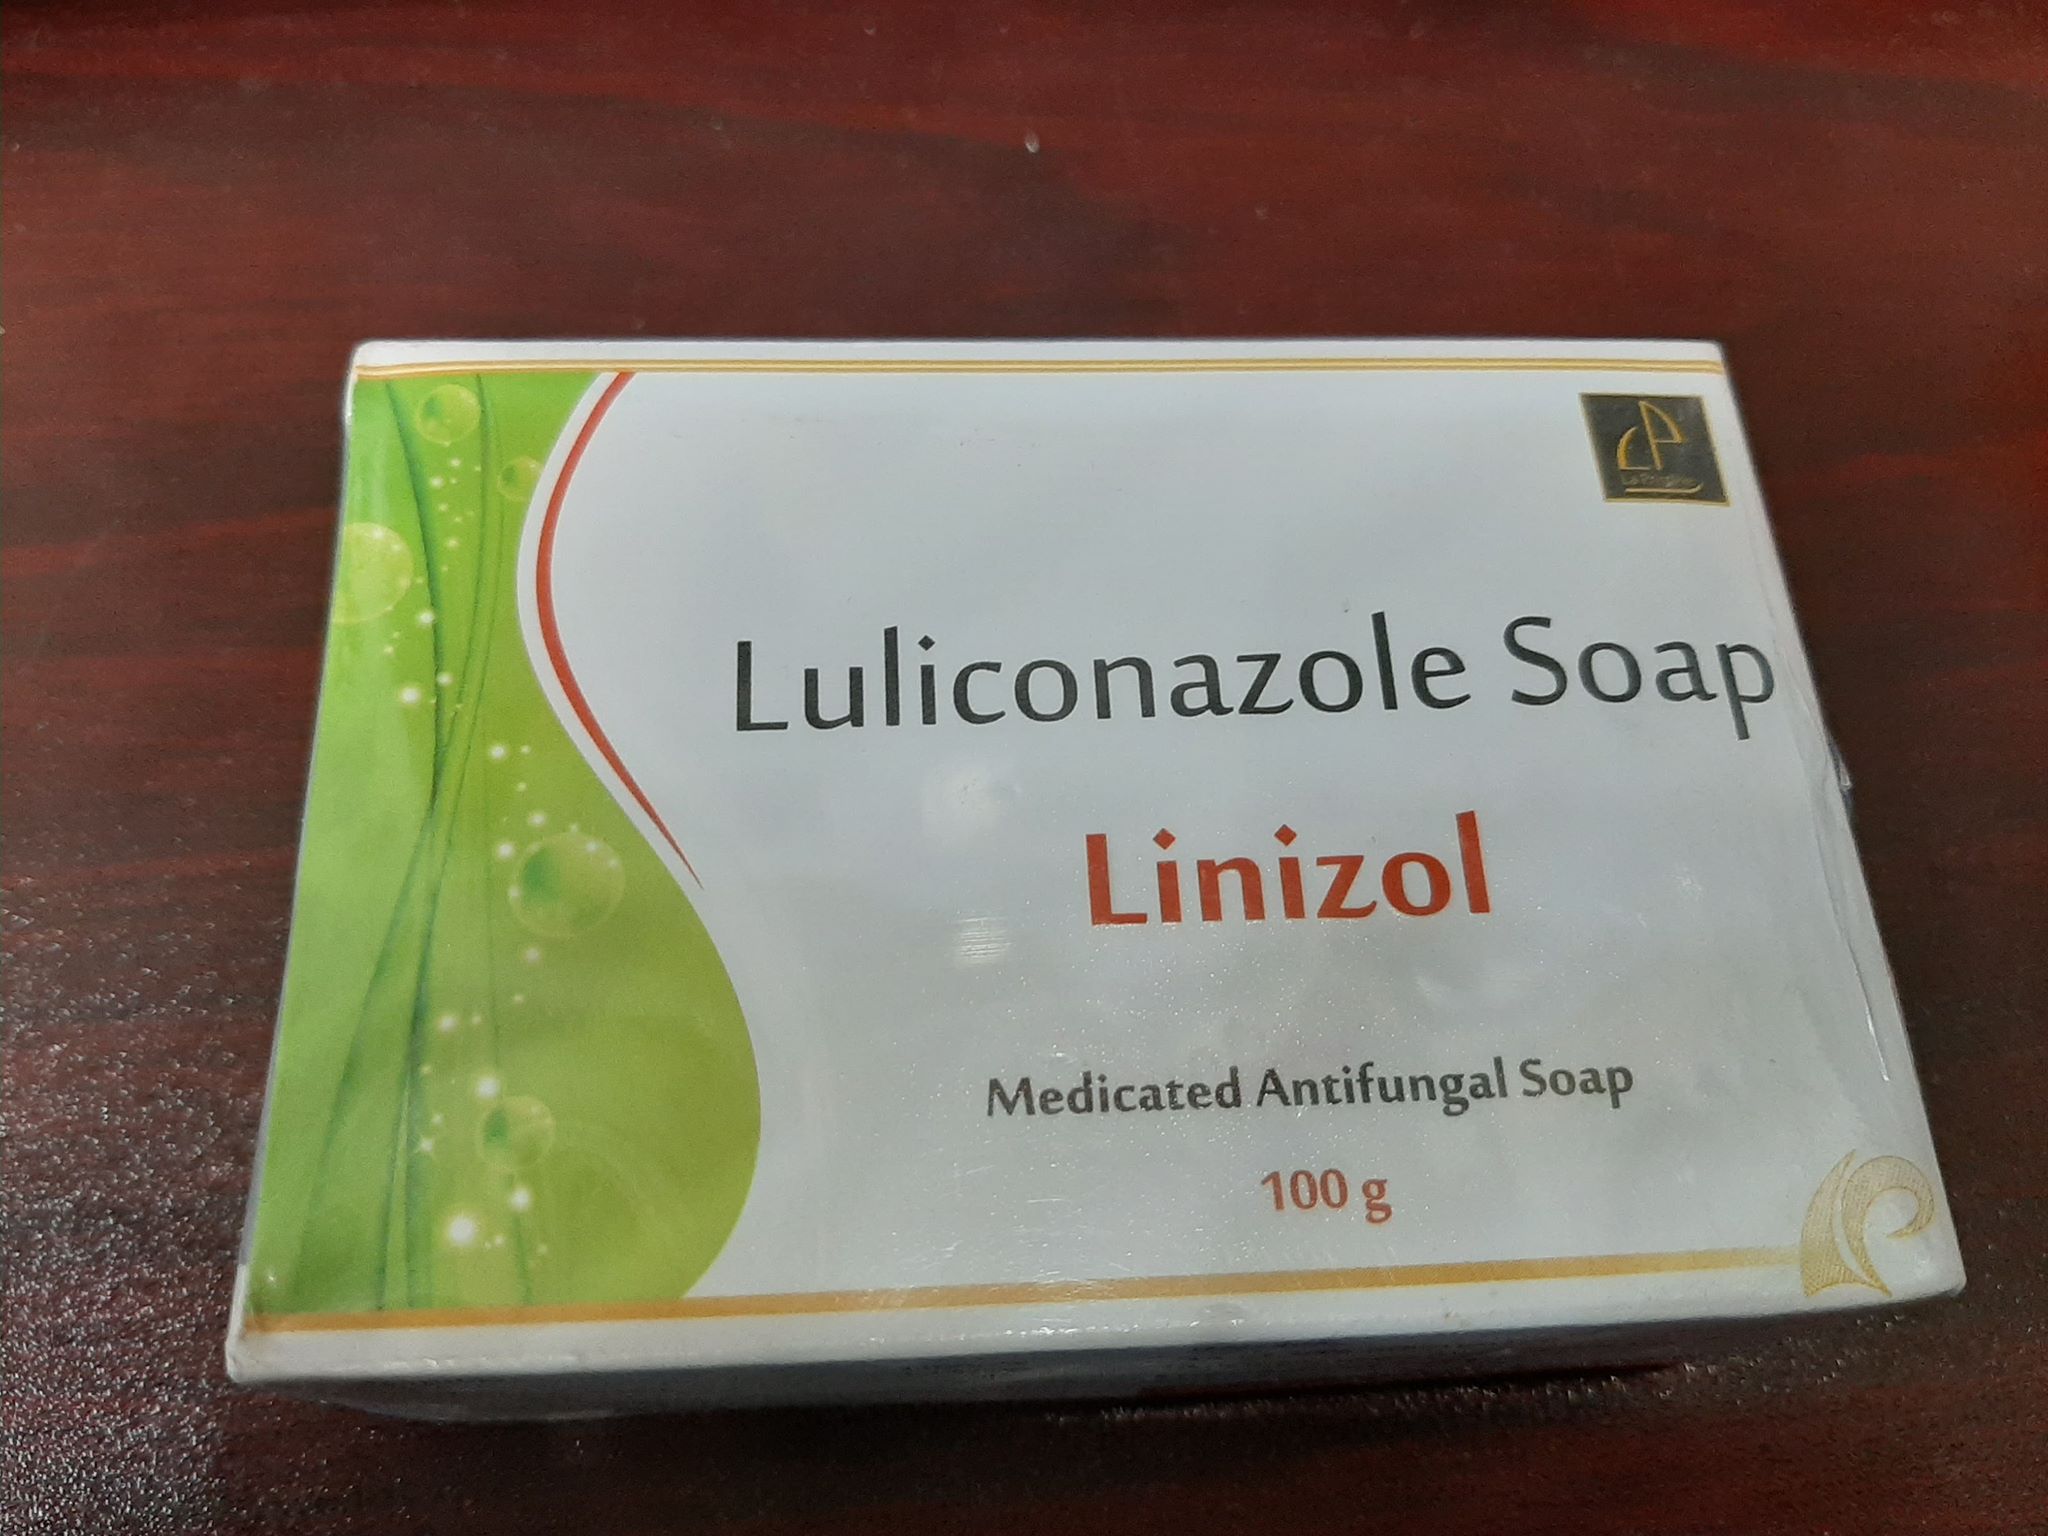 Luliconazole Soap
Linizol
Medicated Antifungal Soap
100 g